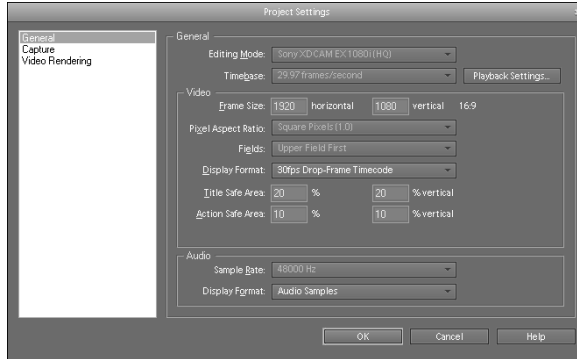 Project Settings
General
Capture
Video Rendering
General
Editing Mode: Sony XDCAM EX 1080i (HQ)
Timebase: 29.97 frames/second Playback Settings...
Video
Frame Size: 1920 horizontal 1080 vertical 16:9
Pixel Aspect Ratio: Square Pixels (1.0)
Fields: Upper Field First
Display Format: 30fps Drop-Frame Timecode
Title Safe Area: 20 % 20 % vertical
Action Safe Area: 10 % 10 % vertical
Audio
Sample Rate: 48000 Hz
Display Format: Audio Samples
OK Cancel Help